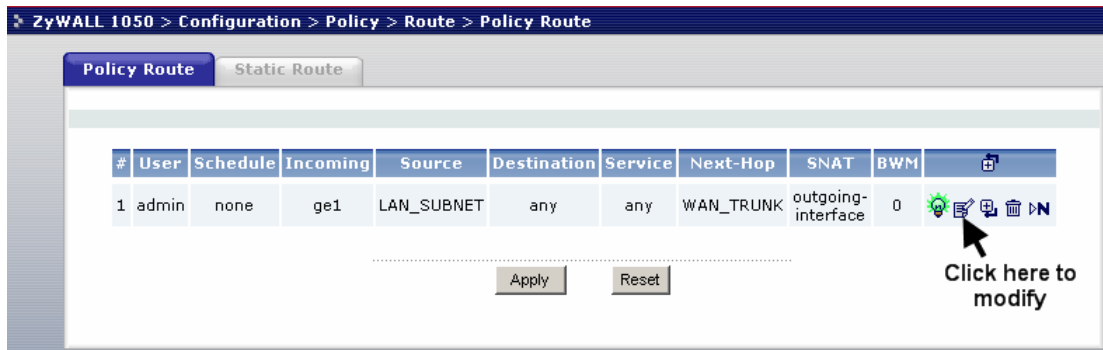 ZyWALL 1050 > Configuration > Policy > Route > Policy Route
Policy Route Static Route
# User Schedule Incoming Source Destination Service Next-Hop SNAT BWM
1 admin none ge1 LAN_SUBNET any any WAN_TRUNK outgoing-interface 0 N
Apply Reset
Click here to
modify